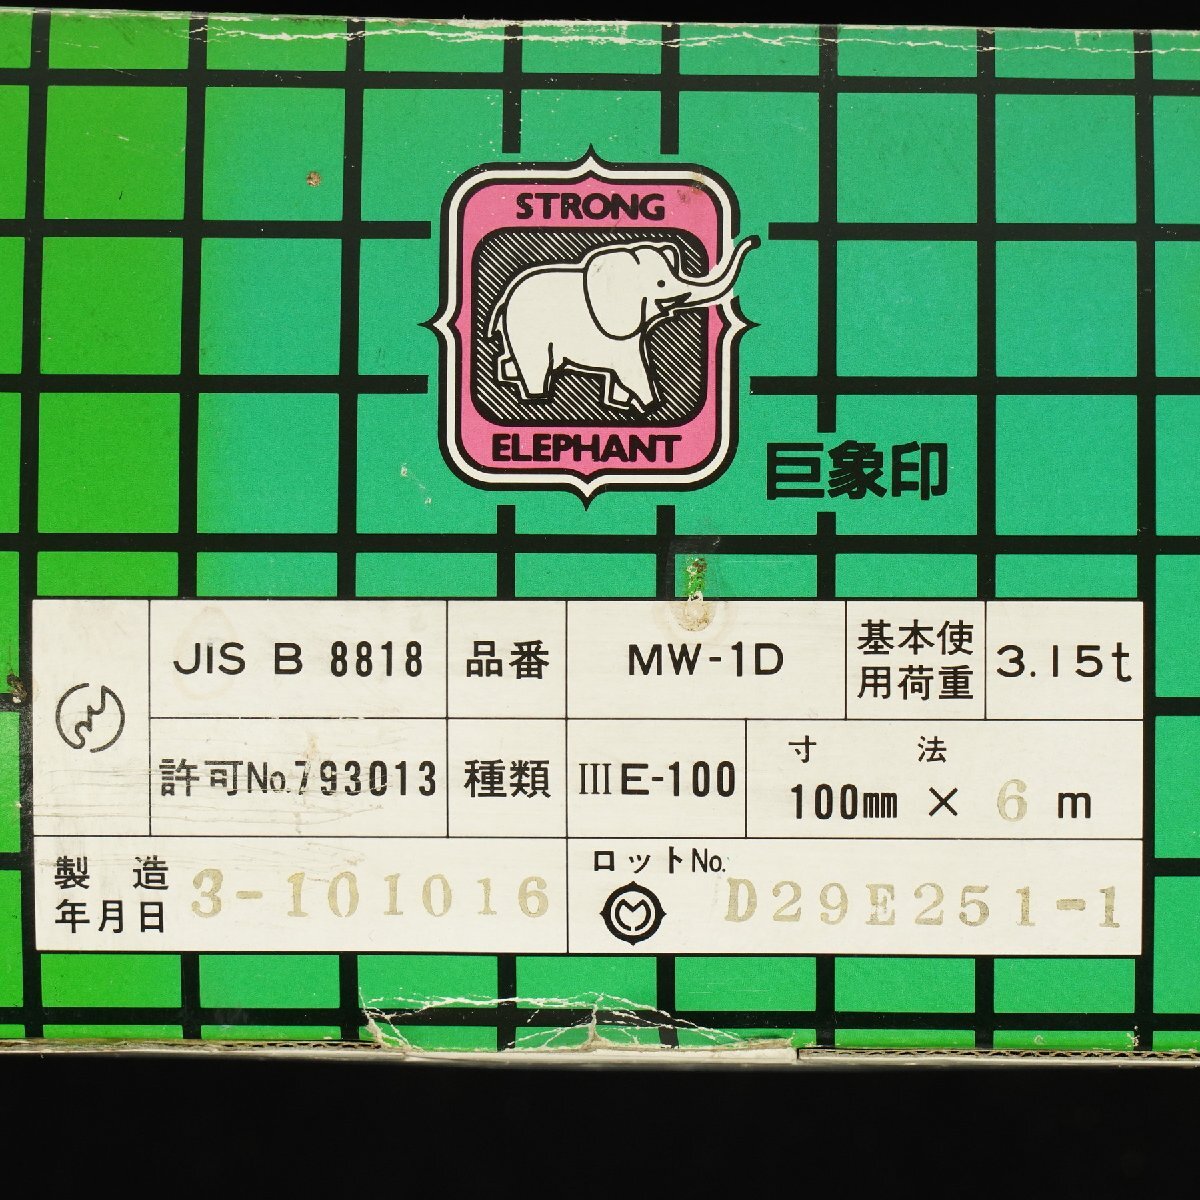 STRONG
ELEPHANT
巨象印
JIS B 8818
品番
MW-1D
基本使
用荷重
3.15t
許可No.793013
種類
ⅢE-100
寸 法
100mm × 6 m
製 造
年月日
3-101016
ロットNo.
D29E251-1